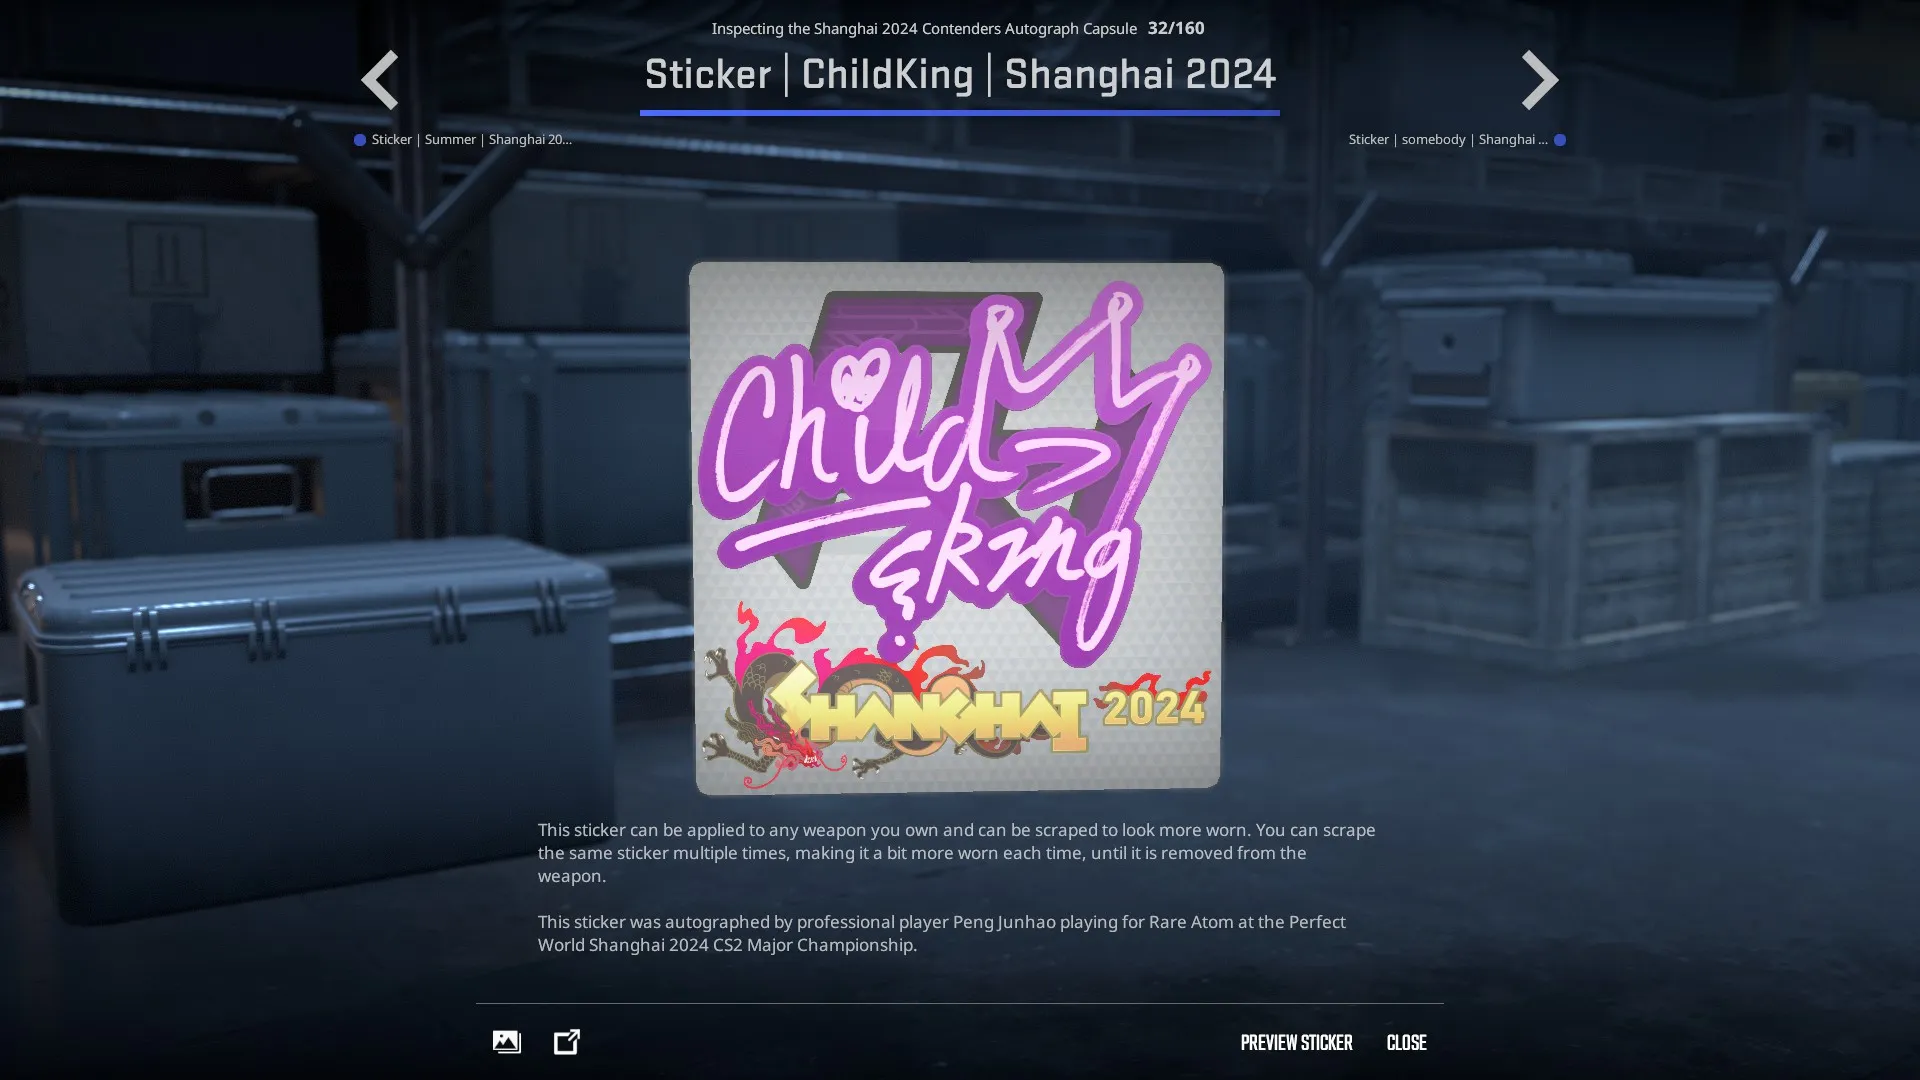 Inspecting the Shanghai 2024 Contenders Autograph Capsule 32/160
Sticker | ChildKing | Shanghai 2024
Sticker | Summer | Shanghai 20...
Sticker | somebody | Shanghai ...
Child
king
SHANGHAI 2024
This sticker can be applied to any weapon you own and can be scraped to look more worn. You can scrape
the same sticker multiple times, making it a bit more worn each time, until it is removed from the
weapon.
This sticker was autographed by professional player Peng Junhao playing for Rare Atom at the Perfect
World Shanghai 2024 CS2 Major Championship.
PREVIEW STICKER
CLOSE